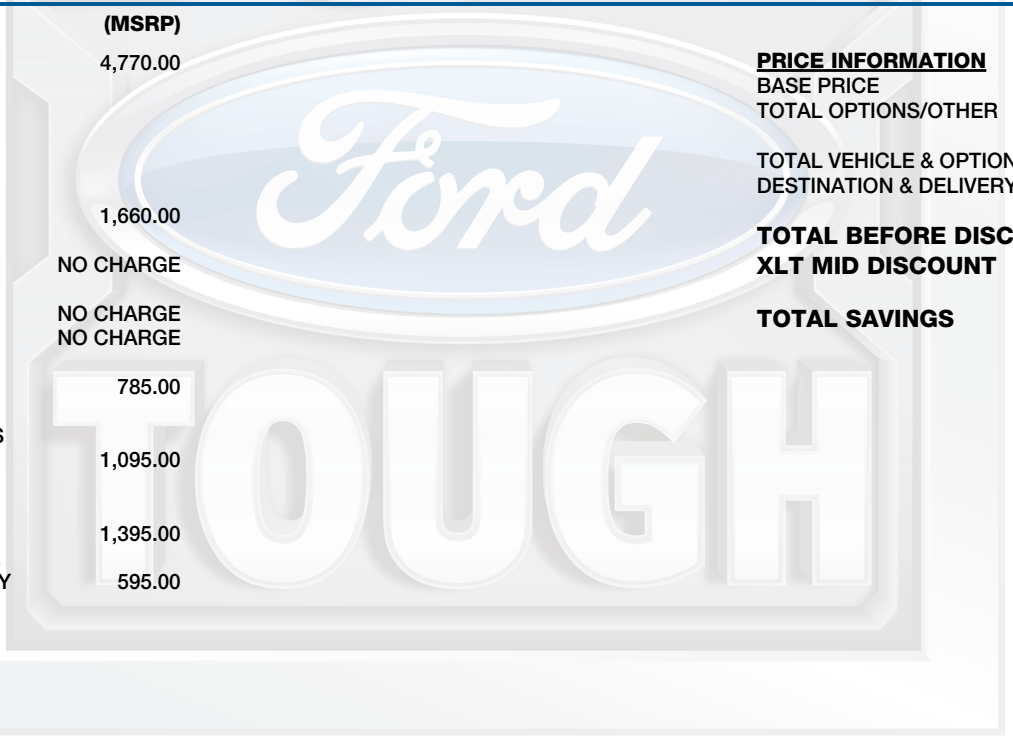 (MSRP)
4,770.00
1,660.00
NO CHARGE
NO CHARGE
NO CHARGE
785.00
S
1,095.00
1,395.00
Y
595.00
Ford
TOUGH
PRICE INFORMATION
BASE PRICE
TOTAL OPTIONS/OTHER
TOTAL VEHICLE & OPTION
DESTINATION & DELIVERY
TOTAL BEFORE DISC
XLT MID DISCOUNT
TOTAL SAVINGS